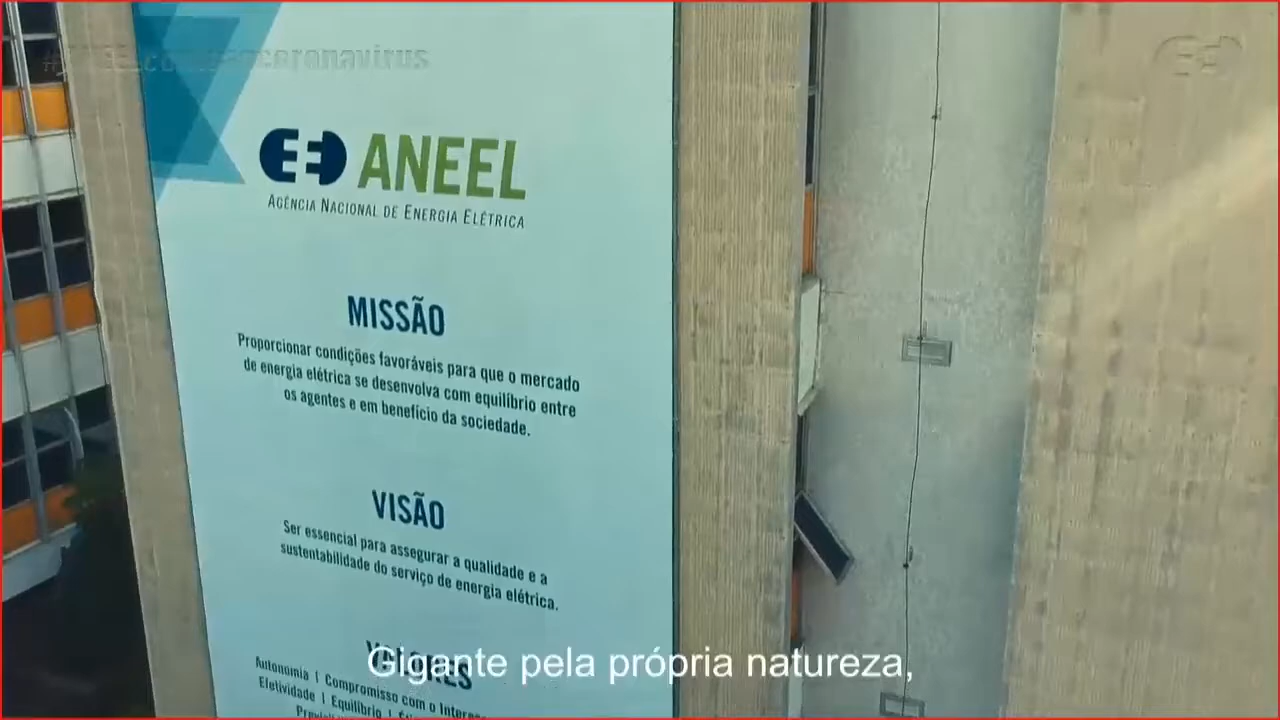 ANEEL
AGÊNCIA NACIONAL DE ENERGIA ELÉTRICA
MISSÃO
Proporcionar condições favoráveis para que o mercado
de energia elétrica se desenvolva com equilíbrio entre
os agentes e em benefício da sociedade.
VISÃO
Ser essencial para assegurar a qualidade e a
sustentabilidade do serviço de energia elétrica.
VALORES
Gigante pela própria natureza,
Autonomia | Compromisso com o
Efetividade | Equilíbrio |